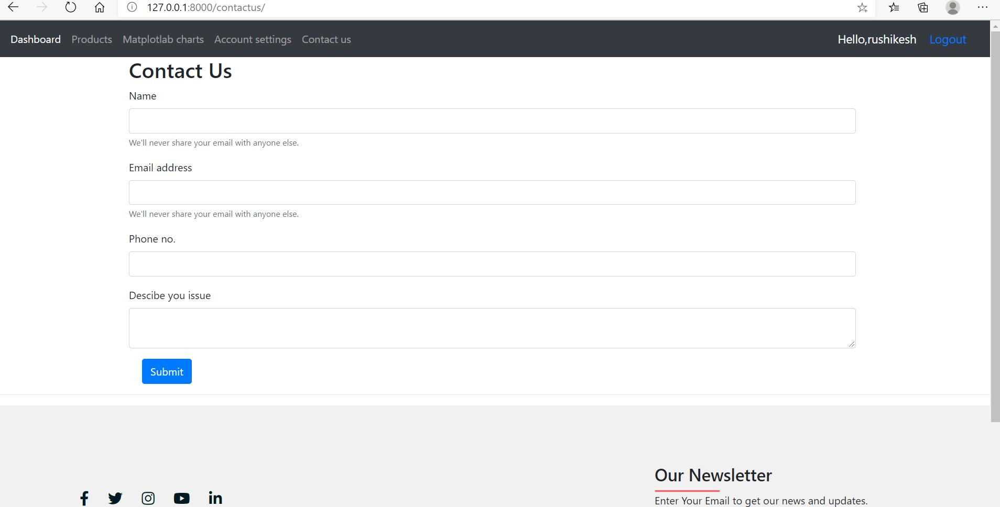 127.0.0.1:8000/contactus/
Dashboard Products Matplotlab charts Account settings Contact us Hello,rushikesh Logout
Contact Us
Name
We'll never share your email with anyone else.
Email address
We'll never share your email with anyone else.
Phone no.
Descibe you issue
Submit
Our Newsletter
Enter Your Email to get our news and updates.